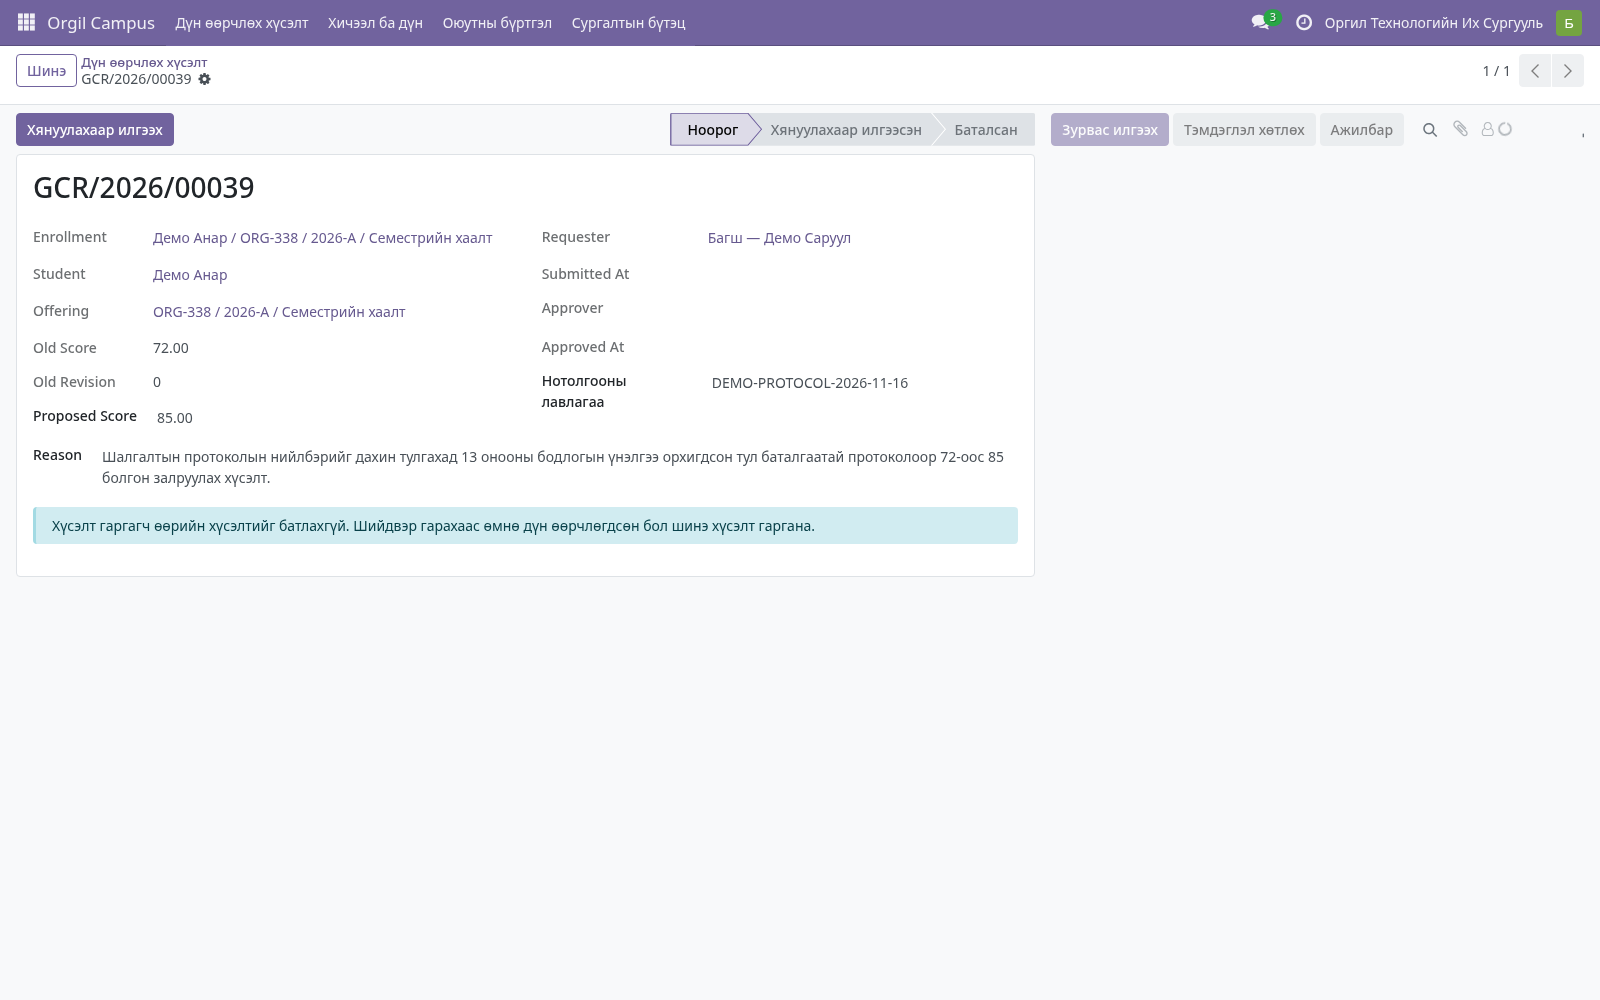 Orgil Campus
Дүн өөрчлөх хүсэлт
Хичээл ба дүн
Оюутны бүртгэл
Сургалтын бүтэц
3
Оргил Технологийн Их Сургууль
Б
Шинэ
Дүн өөрчлөх хүсэлт
GCR/2026/00039
1 / 1
Хянуулахаар илгээх
Ноорог
Хянуулахаар илгээсэн
Баталсан
Зурвас илгээх
Тэмдэглэл хөтлөх
Ажилбар
GCR/2026/00039
Enrollment
Демо Анар / ORG-338 / 2026-A / Семестрийн хаалт
Student
Демо Анар
Offering
ORG-338 / 2026-A / Семестрийн хаалт
Old Score
72.00
Old Revision
0
Proposed Score
85.00
Requester
Багш — Демо Саруул
Submitted At
Approver
Approved At
Нотолгооны
лавлагаа
DEMO-PROTOCOL-2026-11-16
Reason
Шалгалтын протоколын нийлбэрийг дахин тулгахад 13 онооны бодлогын үнэлгээ орхигдсон тул баталгаатай протоколоор 72-оос 85
болгон залруулах хүсэлт.
Хүсэлт гаргагч өөрийн хүсэлтийг батлахгүй. Шийдвэр гарахаас өмнө дүн өөрчлөгдсөн бол шинэ хүсэлт гаргана.